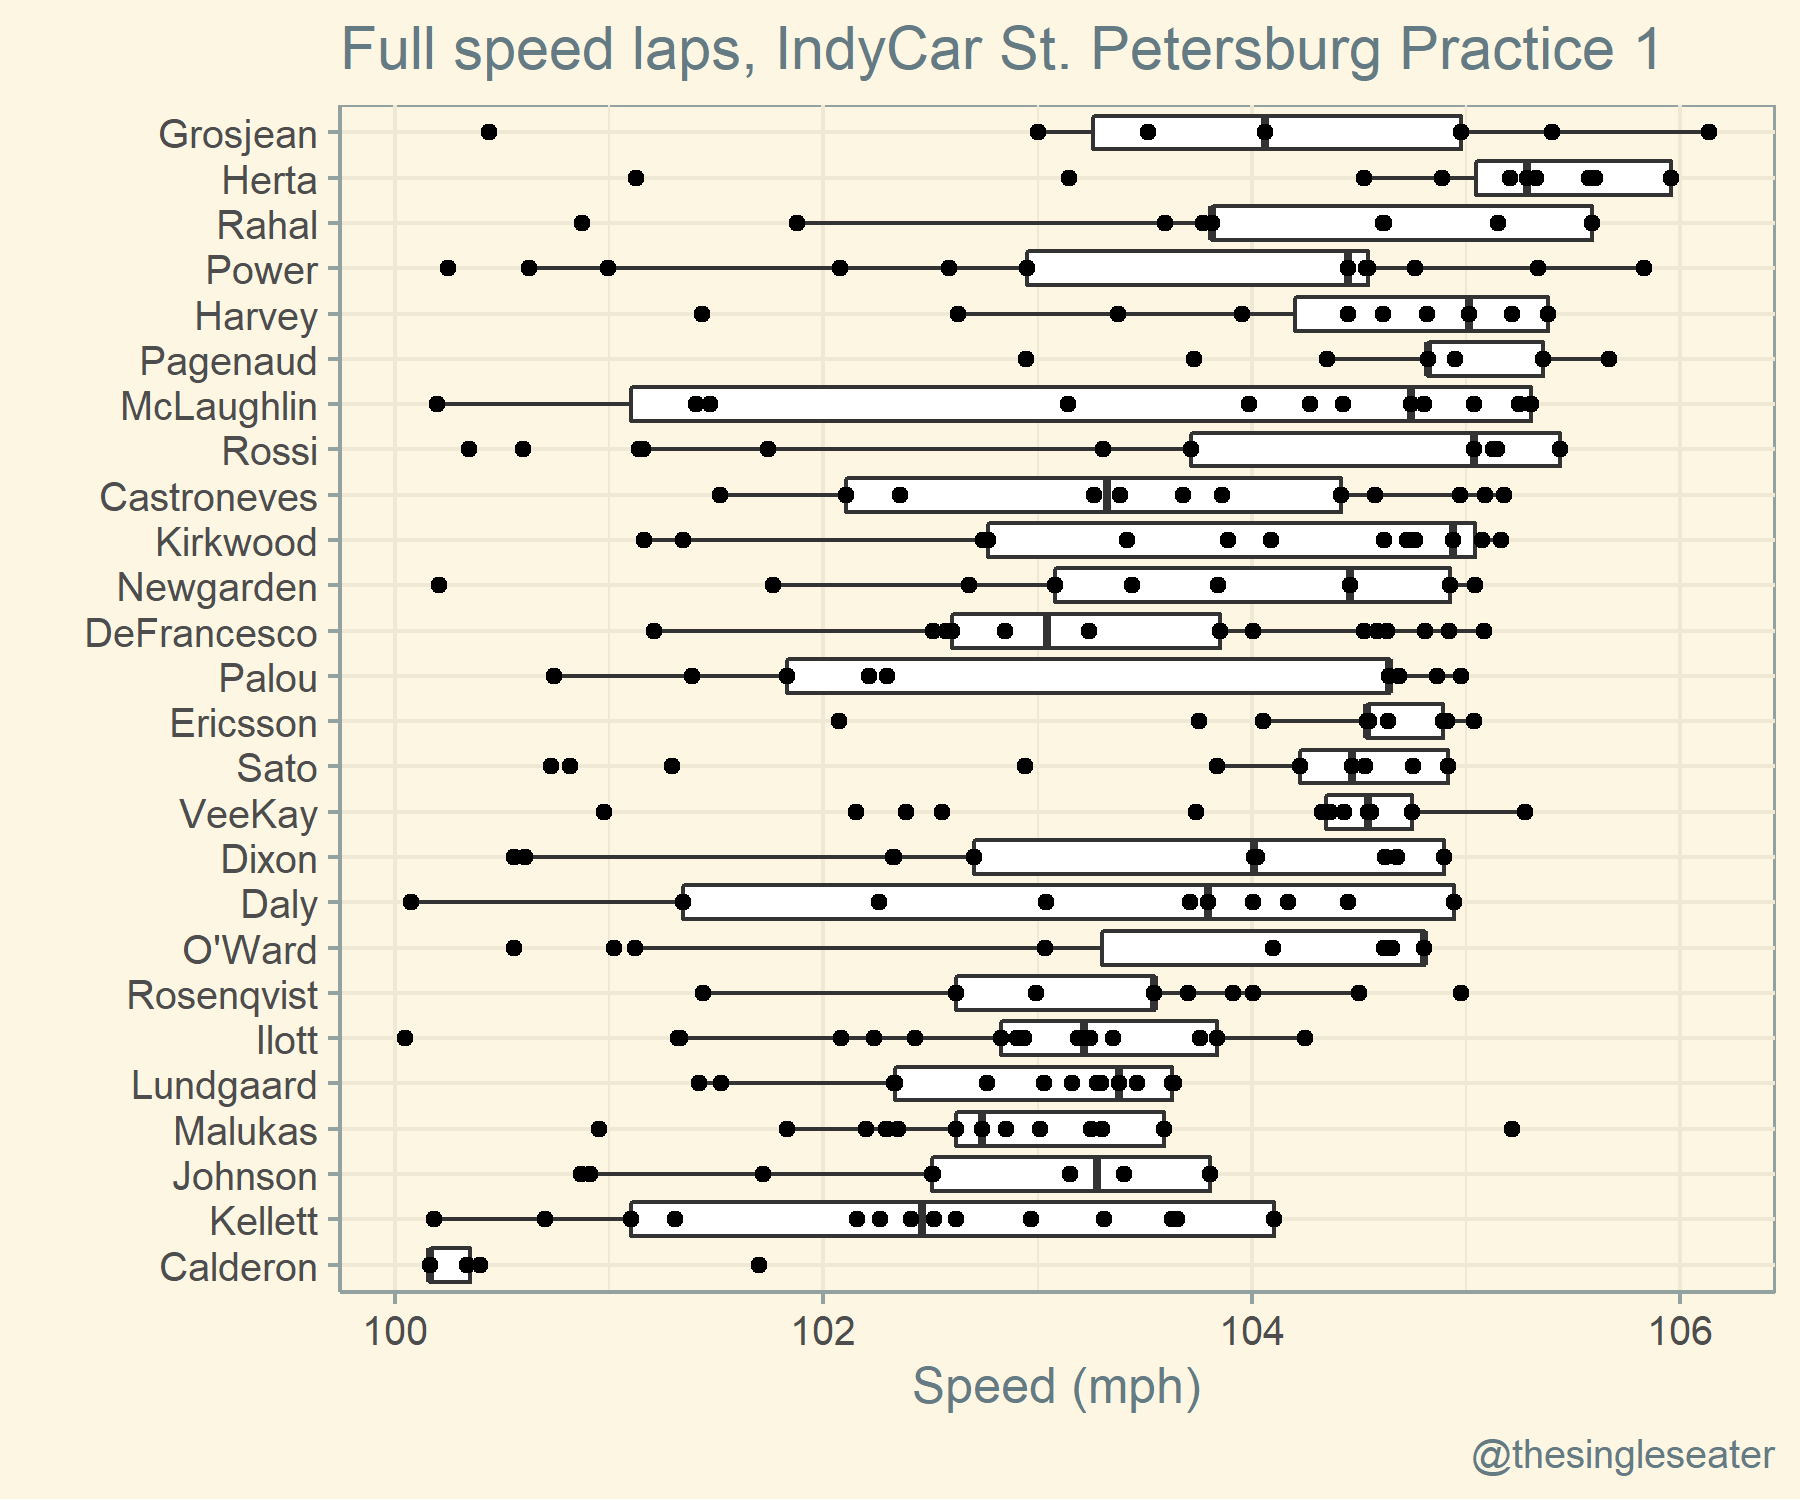 Full speed laps, IndyCar St. Petersburg Practice 1
Grosjean
Herta
Rahal
Power
Harvey
Pagenaud
McLaughlin
Rossi
Castroneves
Kirkwood
Newgarden
DeFrancesco
Palou
Ericsson
Sato
VeeKay
Dixon
Daly
O'Ward
Rosenqvist
Ilott
Lundgaard
Malukas
Johnson
Kellett
Calderon
100 102 104 106
Speed (mph)
@thesingleseater